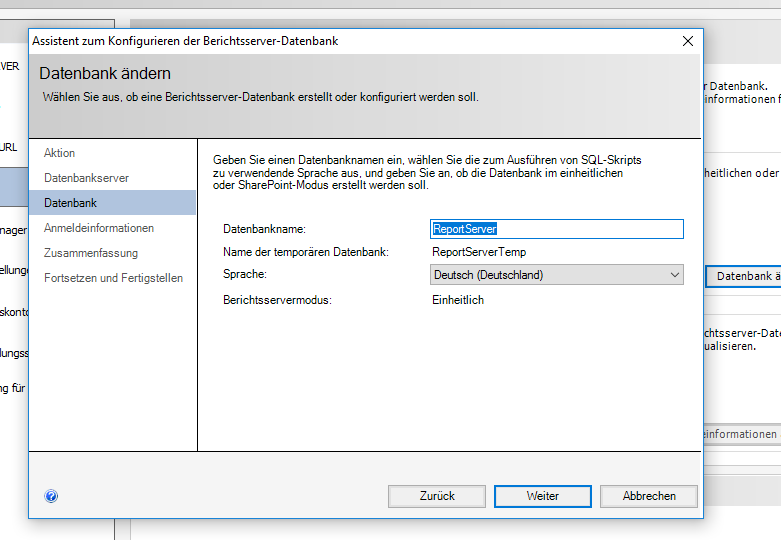 Assistent zum Konfigurieren der Berichtsserver-Datenbank
Datenbank ändern
Wählen Sie aus, ob eine Berichtsserver-Datenbank erstellt oder konfiguriert werden soll.
Aktion
Datenbankserver
Datenbank
Anmeldeinformationen
Zusammenfassung
Fortsetzen und Fertigstellen
Geben Sie einen Datenbanknamen ein, wählen Sie die zum Ausführen von SQL-Skripts
zu verwendende Sprache aus, und geben Sie an, ob die Datenbank im einheitlichen
oder SharePoint-Modus erstellt werden soll.
Datenbankname: ReportServer
Name der temporären Datenbank: ReportServerTemp
Sprache: Deutsch (Deutschland)
Berichtsservermodus: Einheitlich
Zurück Weiter Abbrechen
VER
URL
nager
ellunge
skonto
dungss
ng für
r Datenbank.
informationen f
heitlichen oder
Datenbank ä
chtsserver-Date
ualisieren.
einformationen